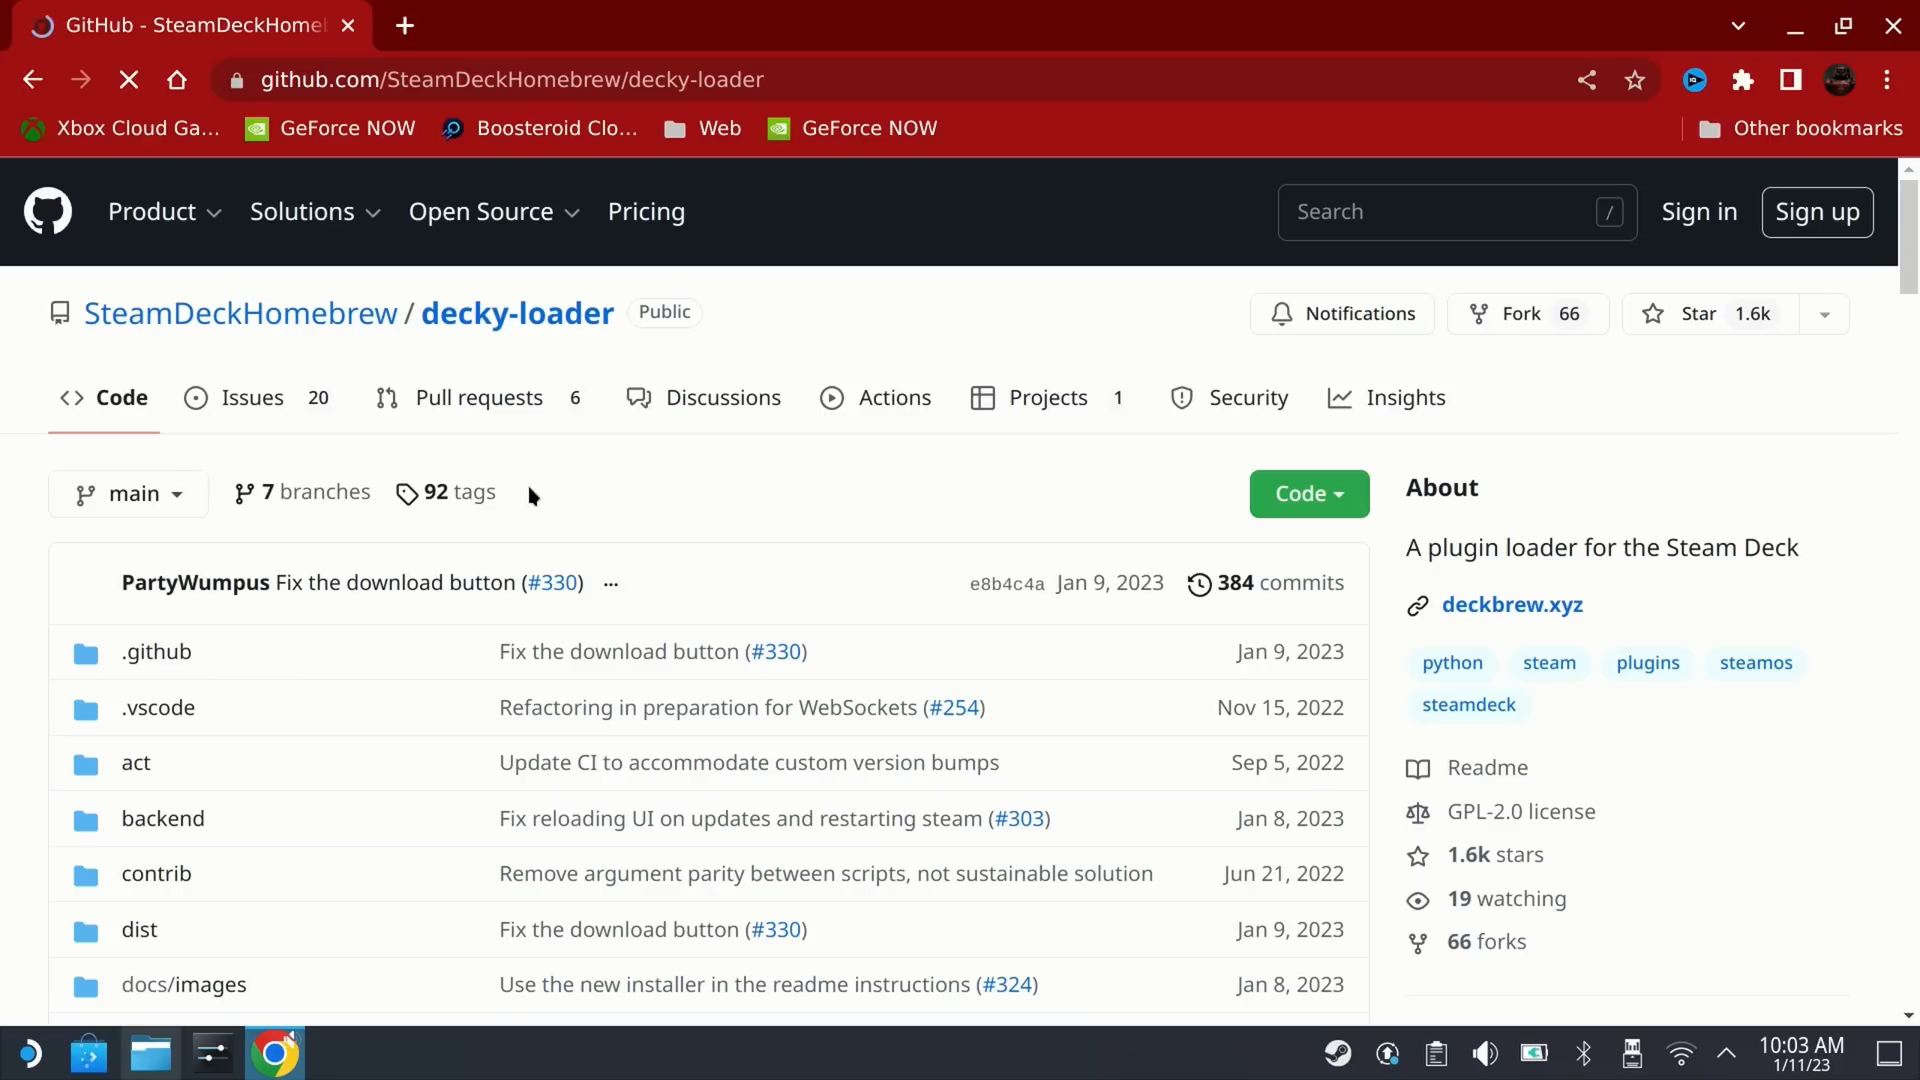 GitHub - SteamDeckHome
github.com/SteamDeckHomebrew/decky-loader
Xbox Cloud Ga...
GeForce NOW
Boosteroid Clo...
Web
GeForce NOW
Other bookmarks
Product
Solutions
Open Source
Pricing
Search
/
Sign in
Sign up
SteamDeckHomebrew / decky-loader
Public
Notifications
Fork 66
Star 1.6k
Code
Issues 20
Pull requests 6
Discussions
Actions
Projects 1
Security
Insights
main
7 branches
92 tags
Code
About
A plugin loader for the Steam Deck
deckbrew.xyz
python
steam
plugins
steamos
steamdeck
Readme
GPL-2.0 license
1.6k stars
19 watching
66 forks
PartyWumpus Fix the download button (#330) ...
e8b4c4a Jan 9, 2023
384 commits
.github
Fix the download button (#330)
Jan 9, 2023
.vscode
Refactoring in preparation for WebSockets (#254)
Nov 15, 2022
act
Update CI to accommodate custom version bumps
Sep 5, 2022
backend
Fix reloading UI on updates and restarting steam (#303)
Jan 8, 2023
contrib
Remove argument parity between scripts, not sustainable solution
Jun 21, 2022
dist
Fix the download button (#330)
Jan 9, 2023
docs/images
Use the new installer in the readme instructions (#324)
Jan 8, 2023
10:03 AM
1/11/23